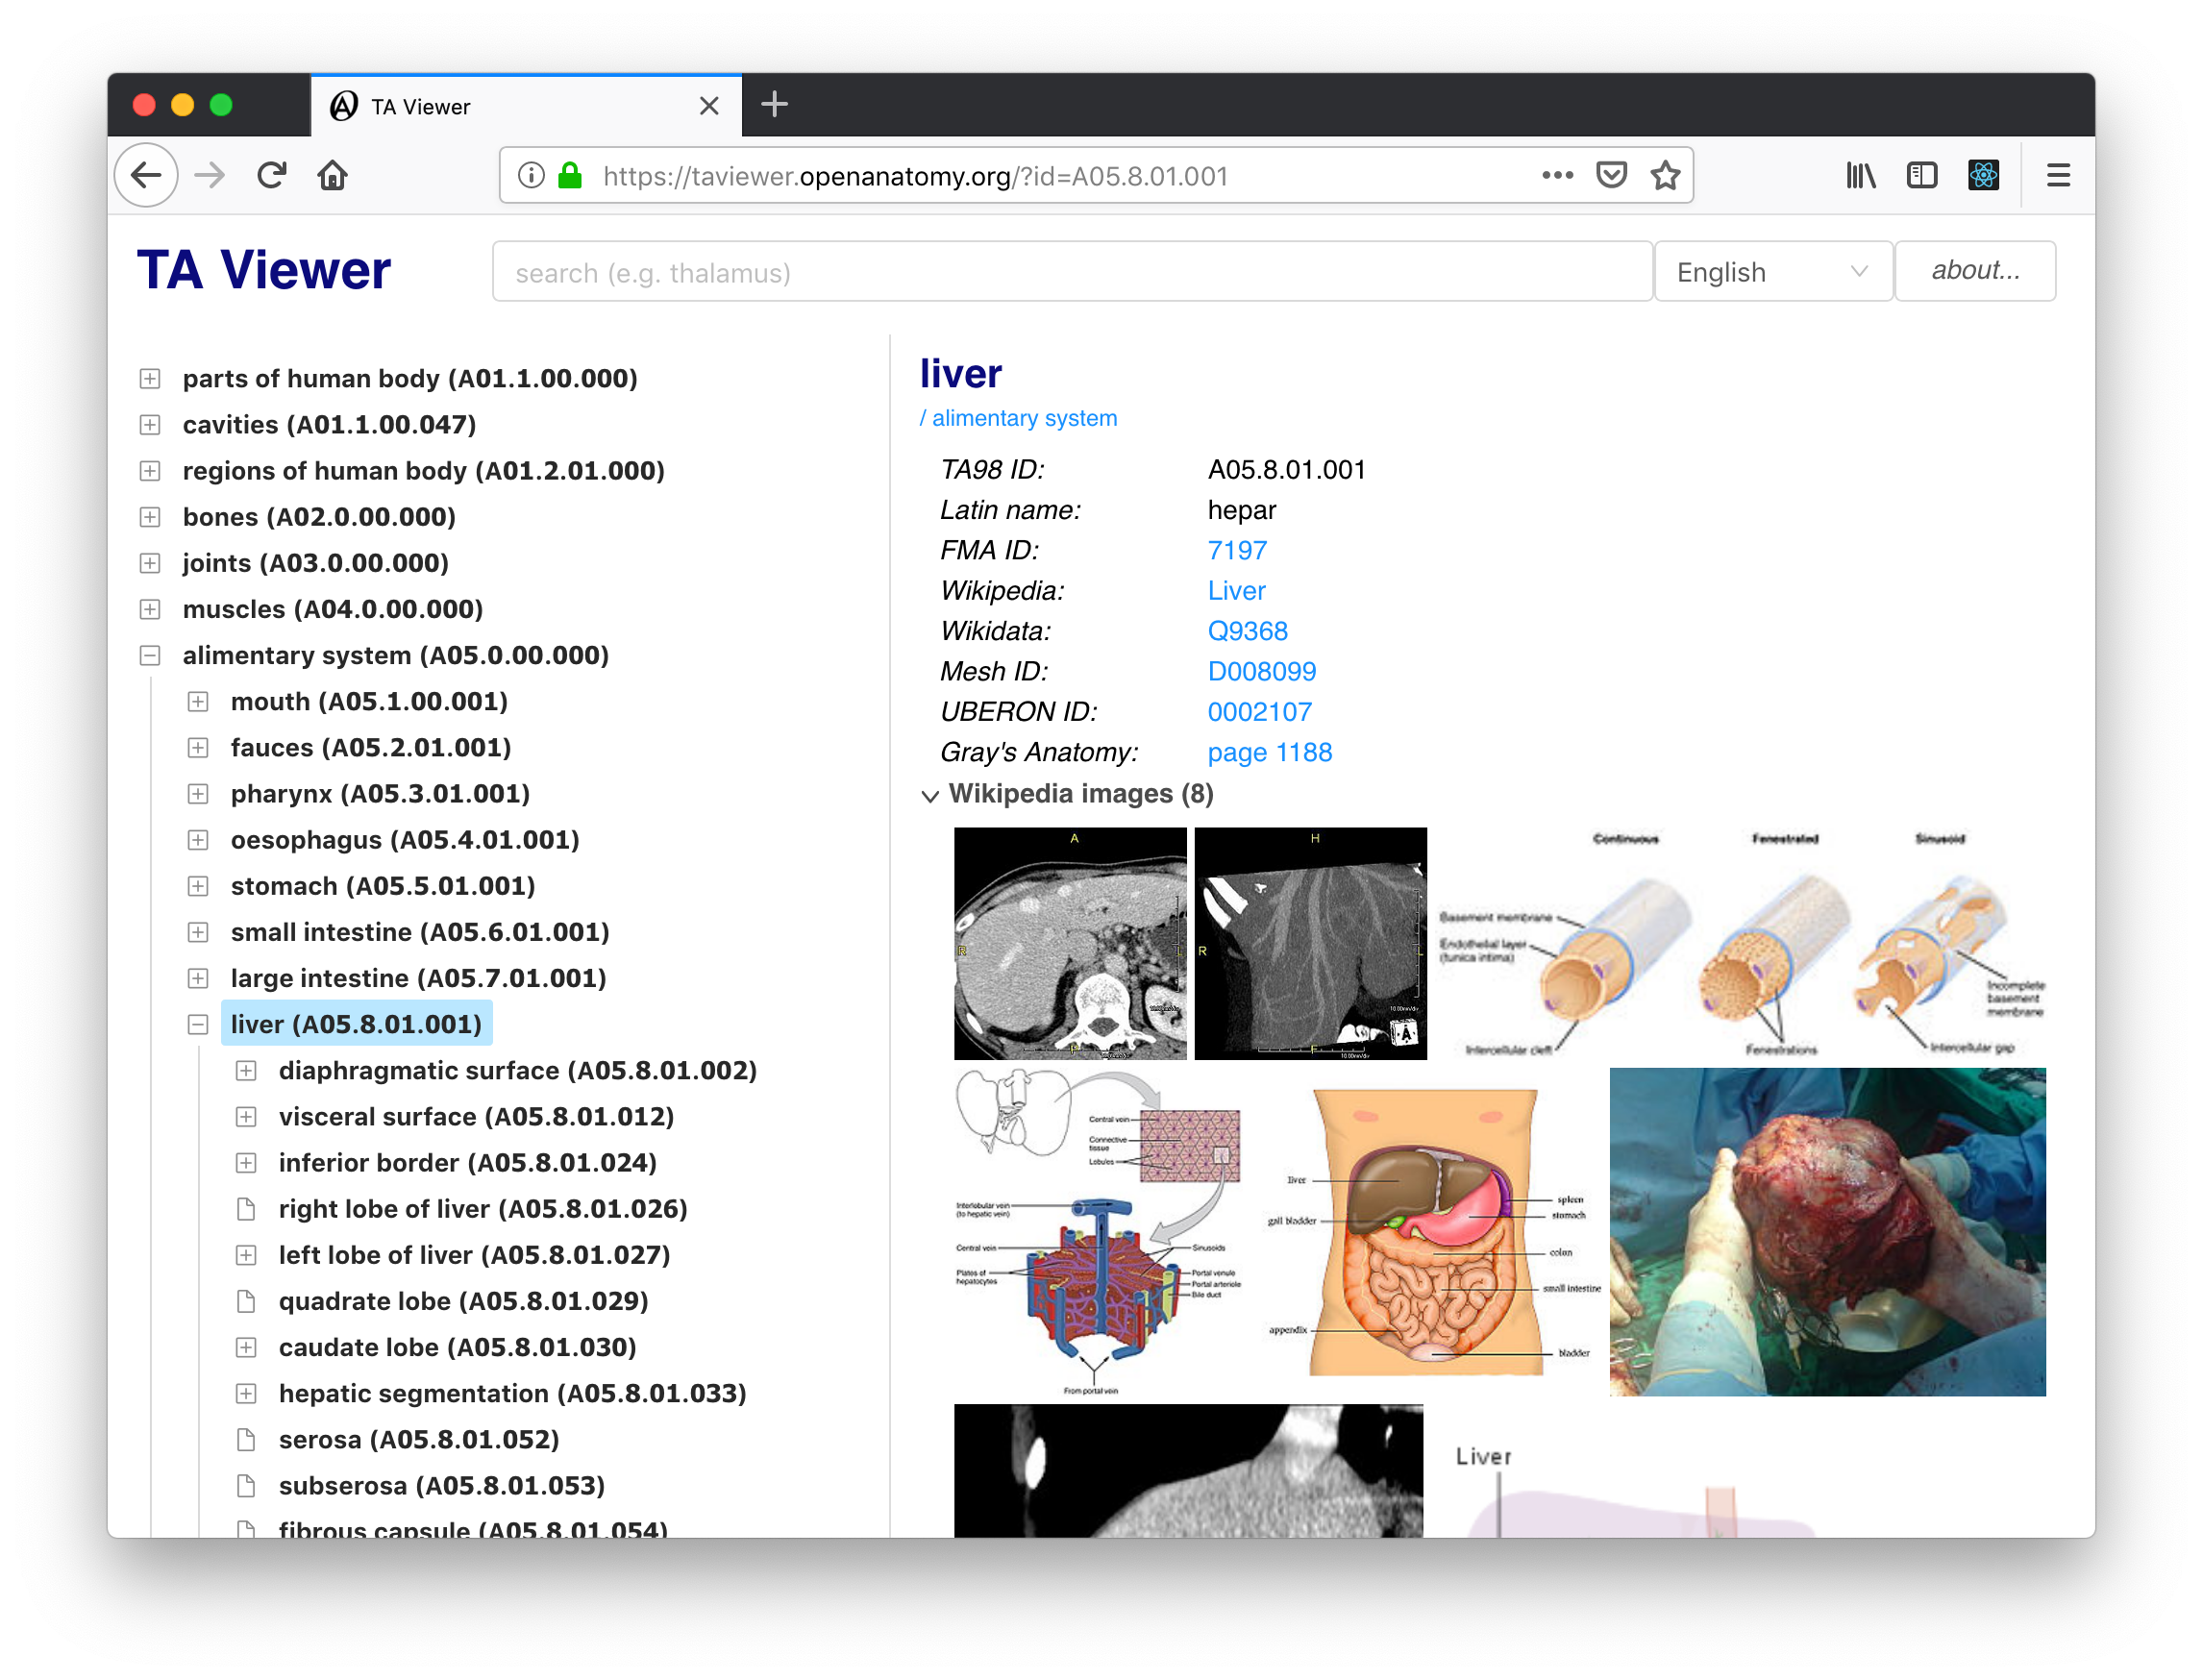 TA Viewer
https://taviewer.openanatomy.org/?id=A05.8.01.001
TA Viewer
search (e.g. thalamus)
English
about...
parts of human body (A01.1.00.000)
cavities (A01.1.00.047)
regions of human body (A01.2.01.000)
bones (A02.0.00.000)
joints (A03.0.00.000)
muscles (A04.0.00.000)
alimentary system (A05.0.00.000)
mouth (A05.1.00.001)
fauces (A05.2.01.001)
pharynx (A05.3.01.001)
oesophagus (A05.4.01.001)
stomach (A05.5.01.001)
small intestine (A05.6.01.001)
large intestine (A05.7.01.001)
liver (A05.8.01.001)
diaphragmatic surface (A05.8.01.002)
visceral surface (A05.8.01.012)
inferior border (A05.8.01.024)
right lobe of liver (A05.8.01.026)
left lobe of liver (A05.8.01.027)
quadrate lobe (A05.8.01.029)
caudate lobe (A05.8.01.030)
hepatic segmentation (A05.8.01.033)
serosa (A05.8.01.052)
subserosa (A05.8.01.053)
fibrous capsule (A05.8.01.054)
liver
/ alimentary system
TA98 ID: A05.8.01.001
Latin name: hepar
FMA ID: 7197
Wikipedia: Liver
Wikidata: Q9368
Mesh ID: D008099
UBERON ID: 0002107
Gray's Anatomy: page 1188
Wikipedia images (8)
A
R
L
F
H
R
L
F
A
Continuous
Fenestrated
Sinusoid
Basement membrane
Endothelial layer
(tunica intima)
Incomplete
basement
membrane
Intercellular cleft
Fenestrations
Intercellular gap
Central vein
Connective
tissue
Lobules
Interlobular vein
(to hepatic vein)
Central vein
Sinusoids
Plates of
hepatocytes
Portal venule
Portal arteriole
Bile duct
From portal vein
liver
gall bladder
appendix
spleen
stomach
colon
small intestine
bladder
Liver